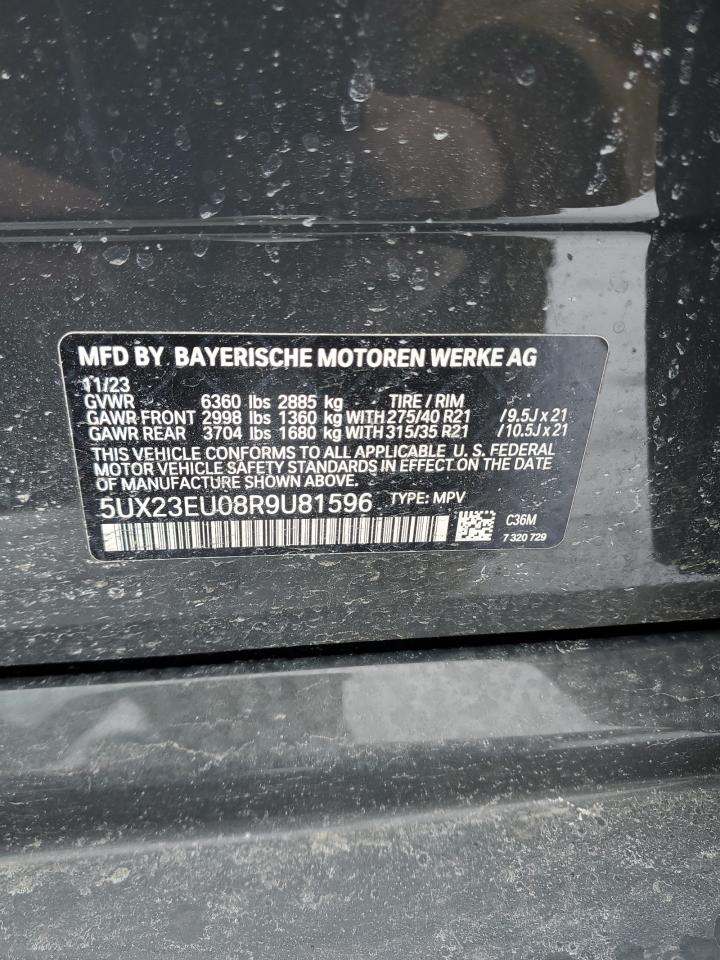 MFD BY BAYERISCHE MOTOREN WERKE AG
11/23
GVWR 6360 lbs 2885 kg TIRE / RIM
GAWR FRONT 2998 lbs 1360 kg WITH 275/40 R21 / 9.5J x 21
GAWR REAR 3704 lbs 1680 kg WITH 315/35 R21 / 10.5J x 21
THIS VEHICLE CONFORMS TO ALL APPLICABLE U. S. FEDERAL
MOTOR VEHICLE SAFETY STANDARDS IN EFFECT ON THE DATE
OF MANUFACTURE SHOWN ABOVE.
5UX23EU08R9U81596 TYPE: MPV
C36M
7 320 729